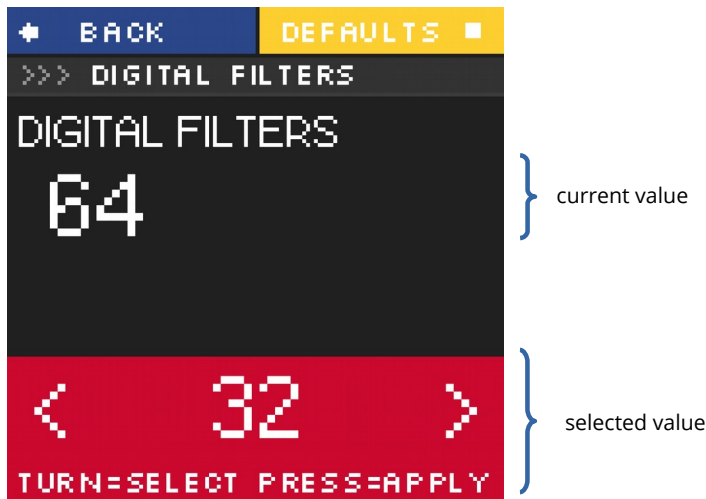 BACK DEFAULTS
>>> DIGITAL FILTERS
DIGITAL FILTERS
64
current value
< 32 >
selected value
TURN=SELECT PRESS=APPLY